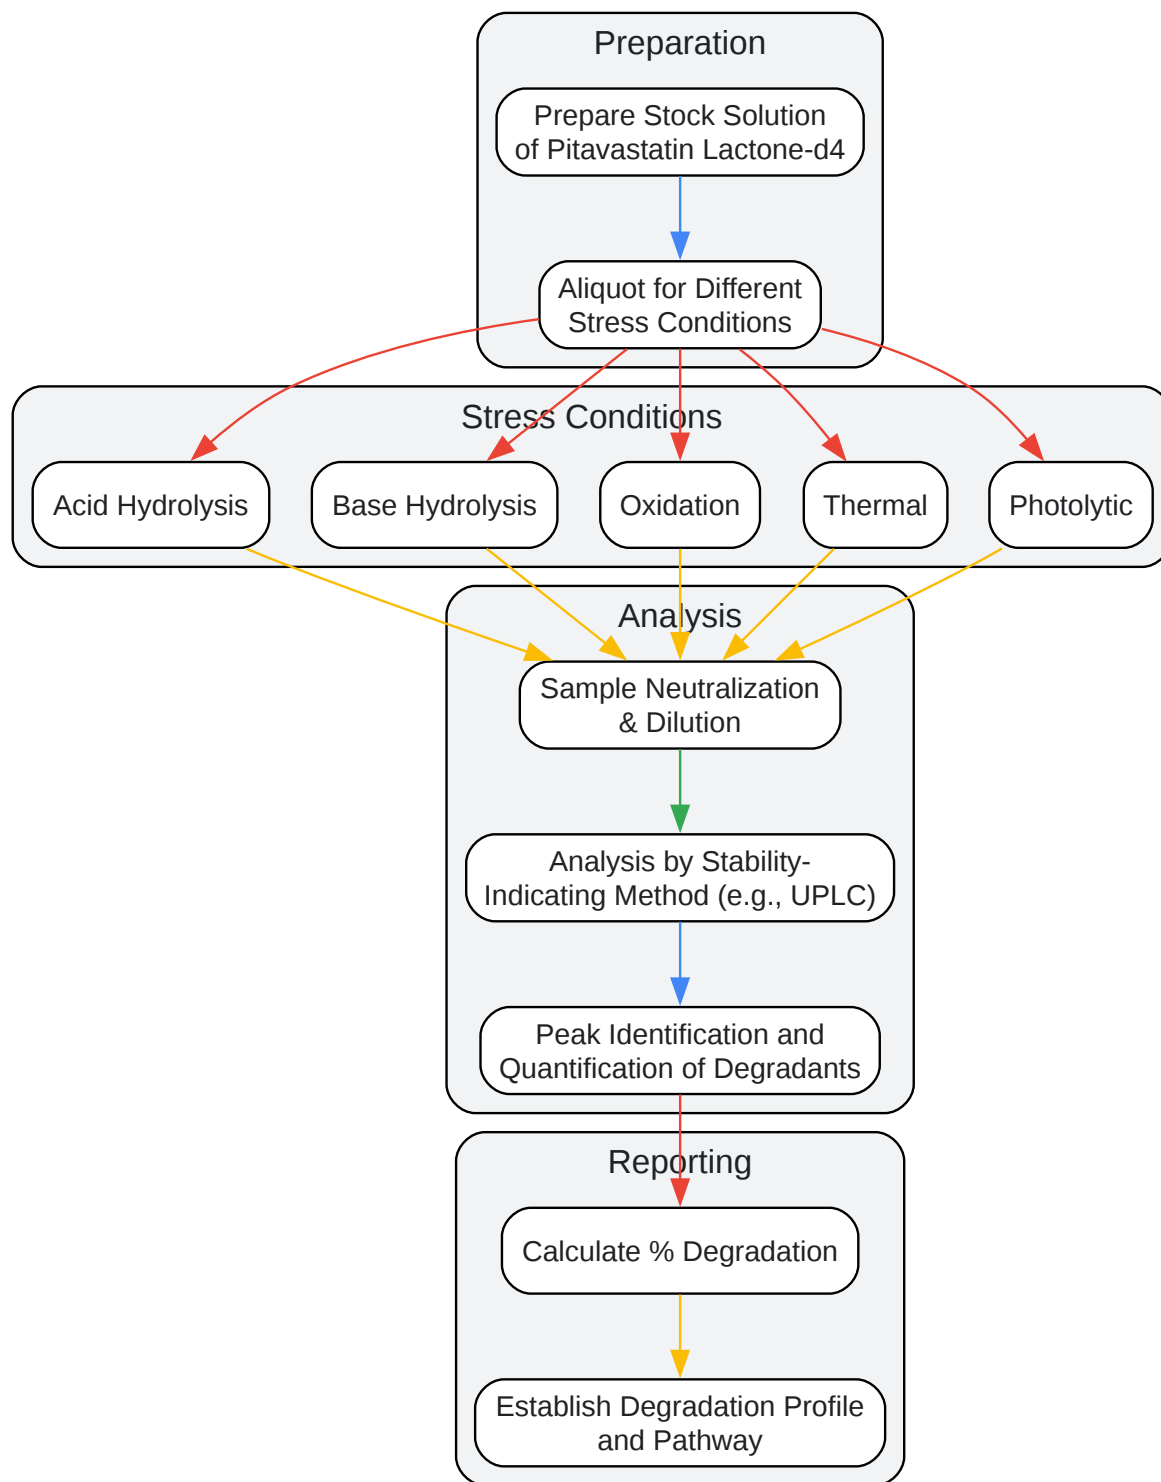 Preparation
Prepare Stock Solution
of Pitavastatin Lactone-d4
Aliquot for Different
Stress Conditions
Stress Conditions
Acid Hydrolysis
Base Hydrolysis
Oxidation
Thermal
Photolytic
Analysis
Sample Neutralization
& Dilution
Analysis by Stability-
Indicating Method (e.g., UPLC)
Peak Identification and
Quantification of Degradants
Reporting
Calculate % Degradation
Establish Degradation Profile
and Pathway